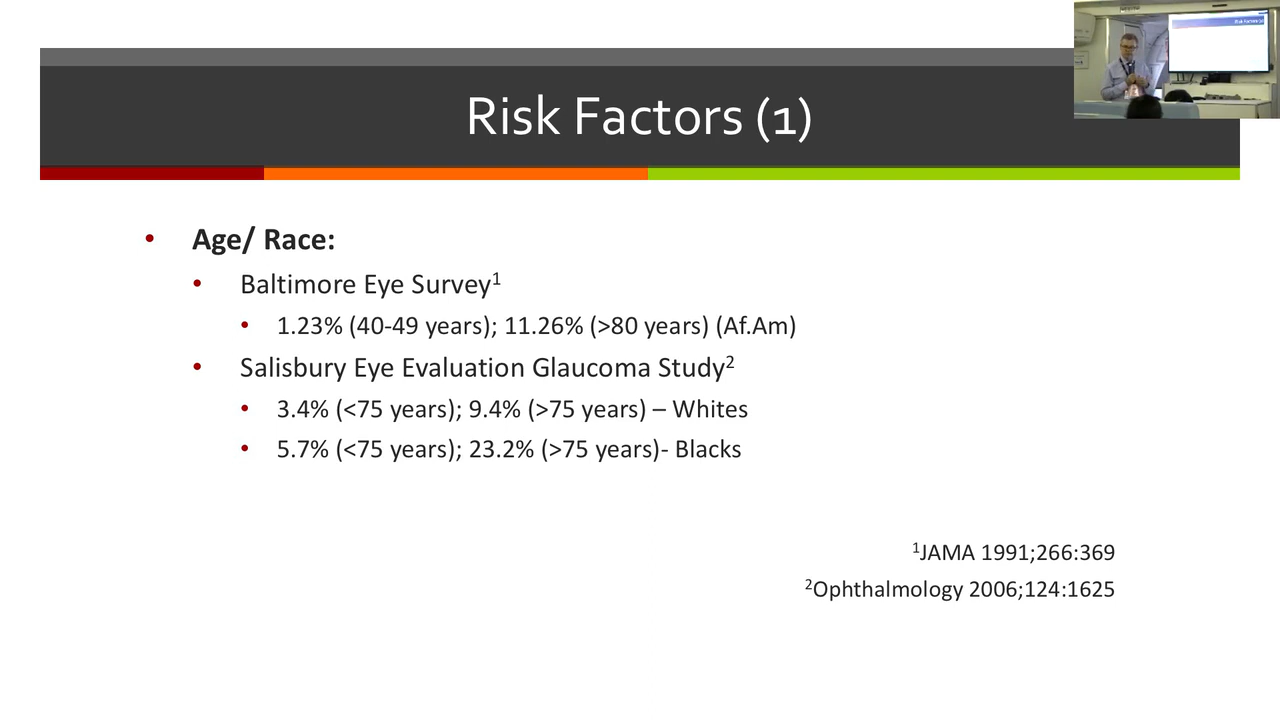 Risk Factors (1)
• Age/ Race:
• Baltimore Eye Survey¹
• 1.23% (40-49 years); 11.26% (>80 years) (Af.Am)
• Salisbury Eye Evaluation Glaucoma Study²
• 3.4% (<75 years); 9.4% (>75 years) – Whites
• 5.7% (<75 years); 23.2% (>75 years)- Blacks
¹JAMA 1991;266:369
²Ophthalmology 2006;124:1625